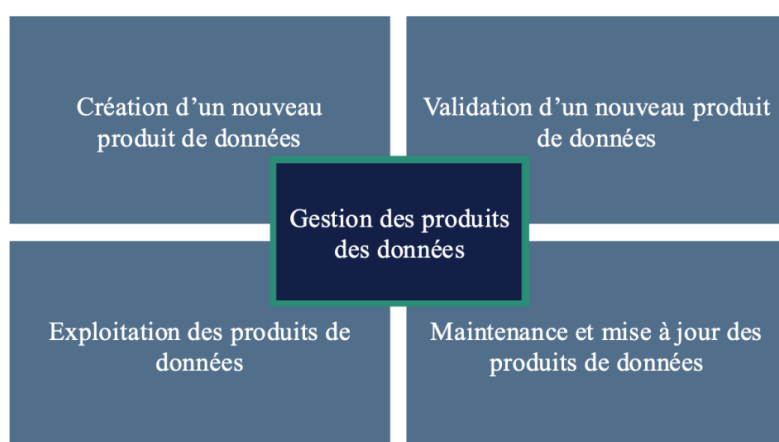 Création d’un nouveau
produit de données
Validation d’un nouveau produit
de données
Gestion des produits
des données
Exploitation des produits de
données
Maintenance et mise à jour des
produits de données